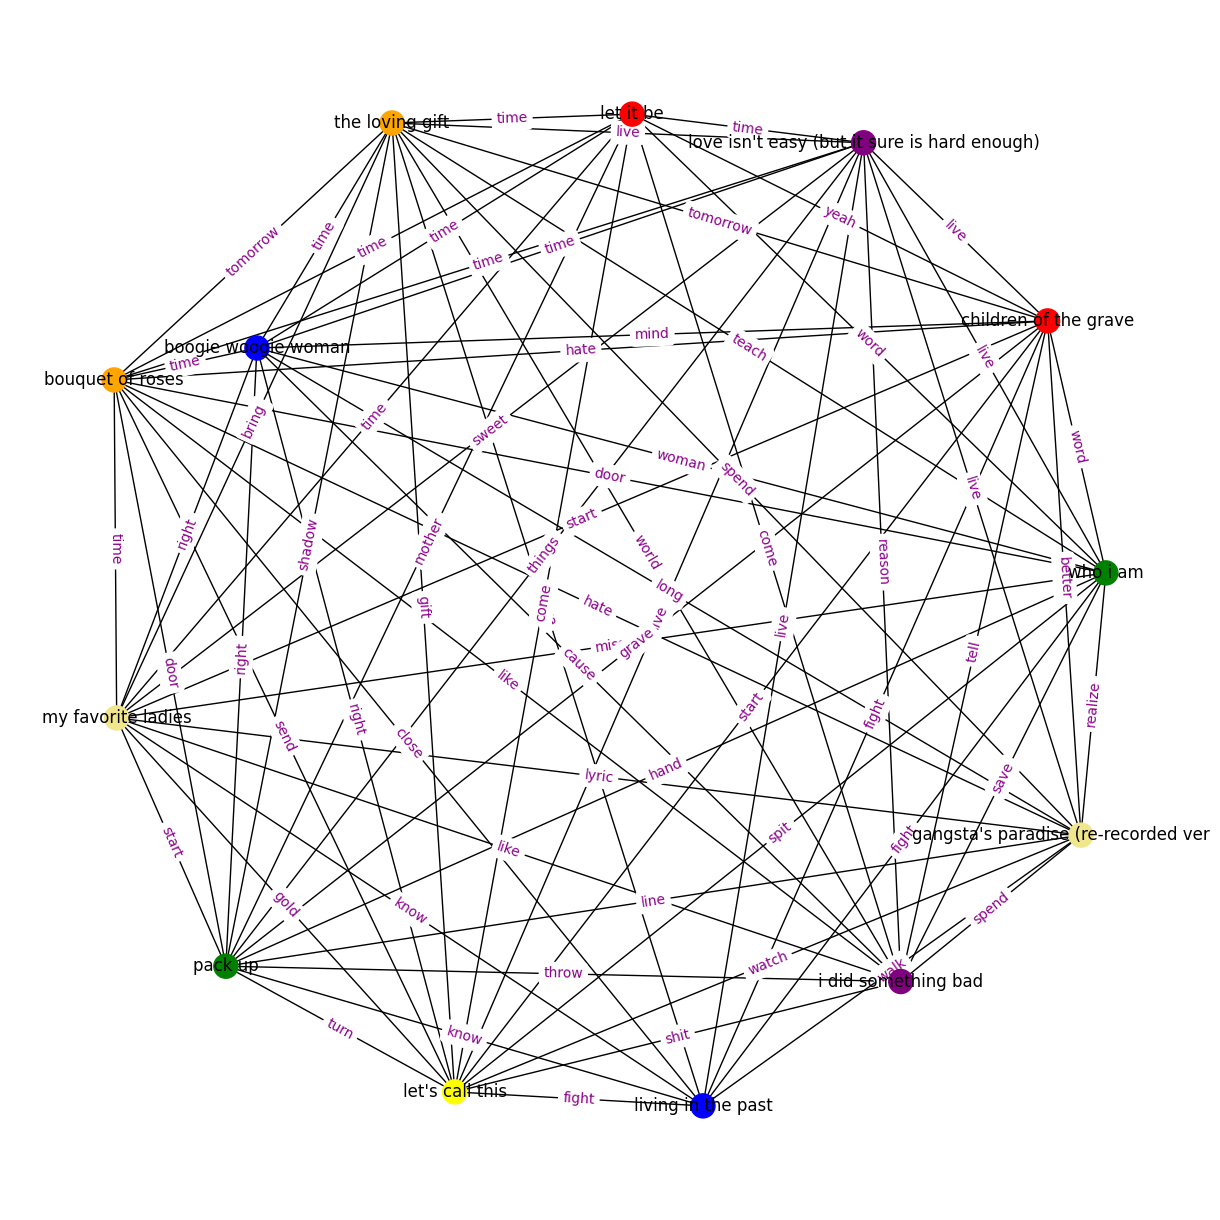 let it be
time
the loving gift
time
live
love isn't easy (but it sure is hard enough)
tomorrow
yeah
live
time
time
time
tomorrow
time
time
children of the grave
mind
word
teach
hate
live
boogie woogie woman
time
bouquet of roses
time
bring
sweet
word
woman
door
spend
live
start
right
shadow
mother
things
world
come
reason
time
who i am
better
long
come
hate
gift
live
grave
tell
right
cause
door
like
realize
start
fight
my favorite ladies
right
send
close
lyric
hand
save
gangsta's paradise (re-recorded ver
spit
fight
start
like
line
spend
gold
know
pack up
throw
watch
walk
i did something bad
turn
know
shit
let's call this
fight
living in the past